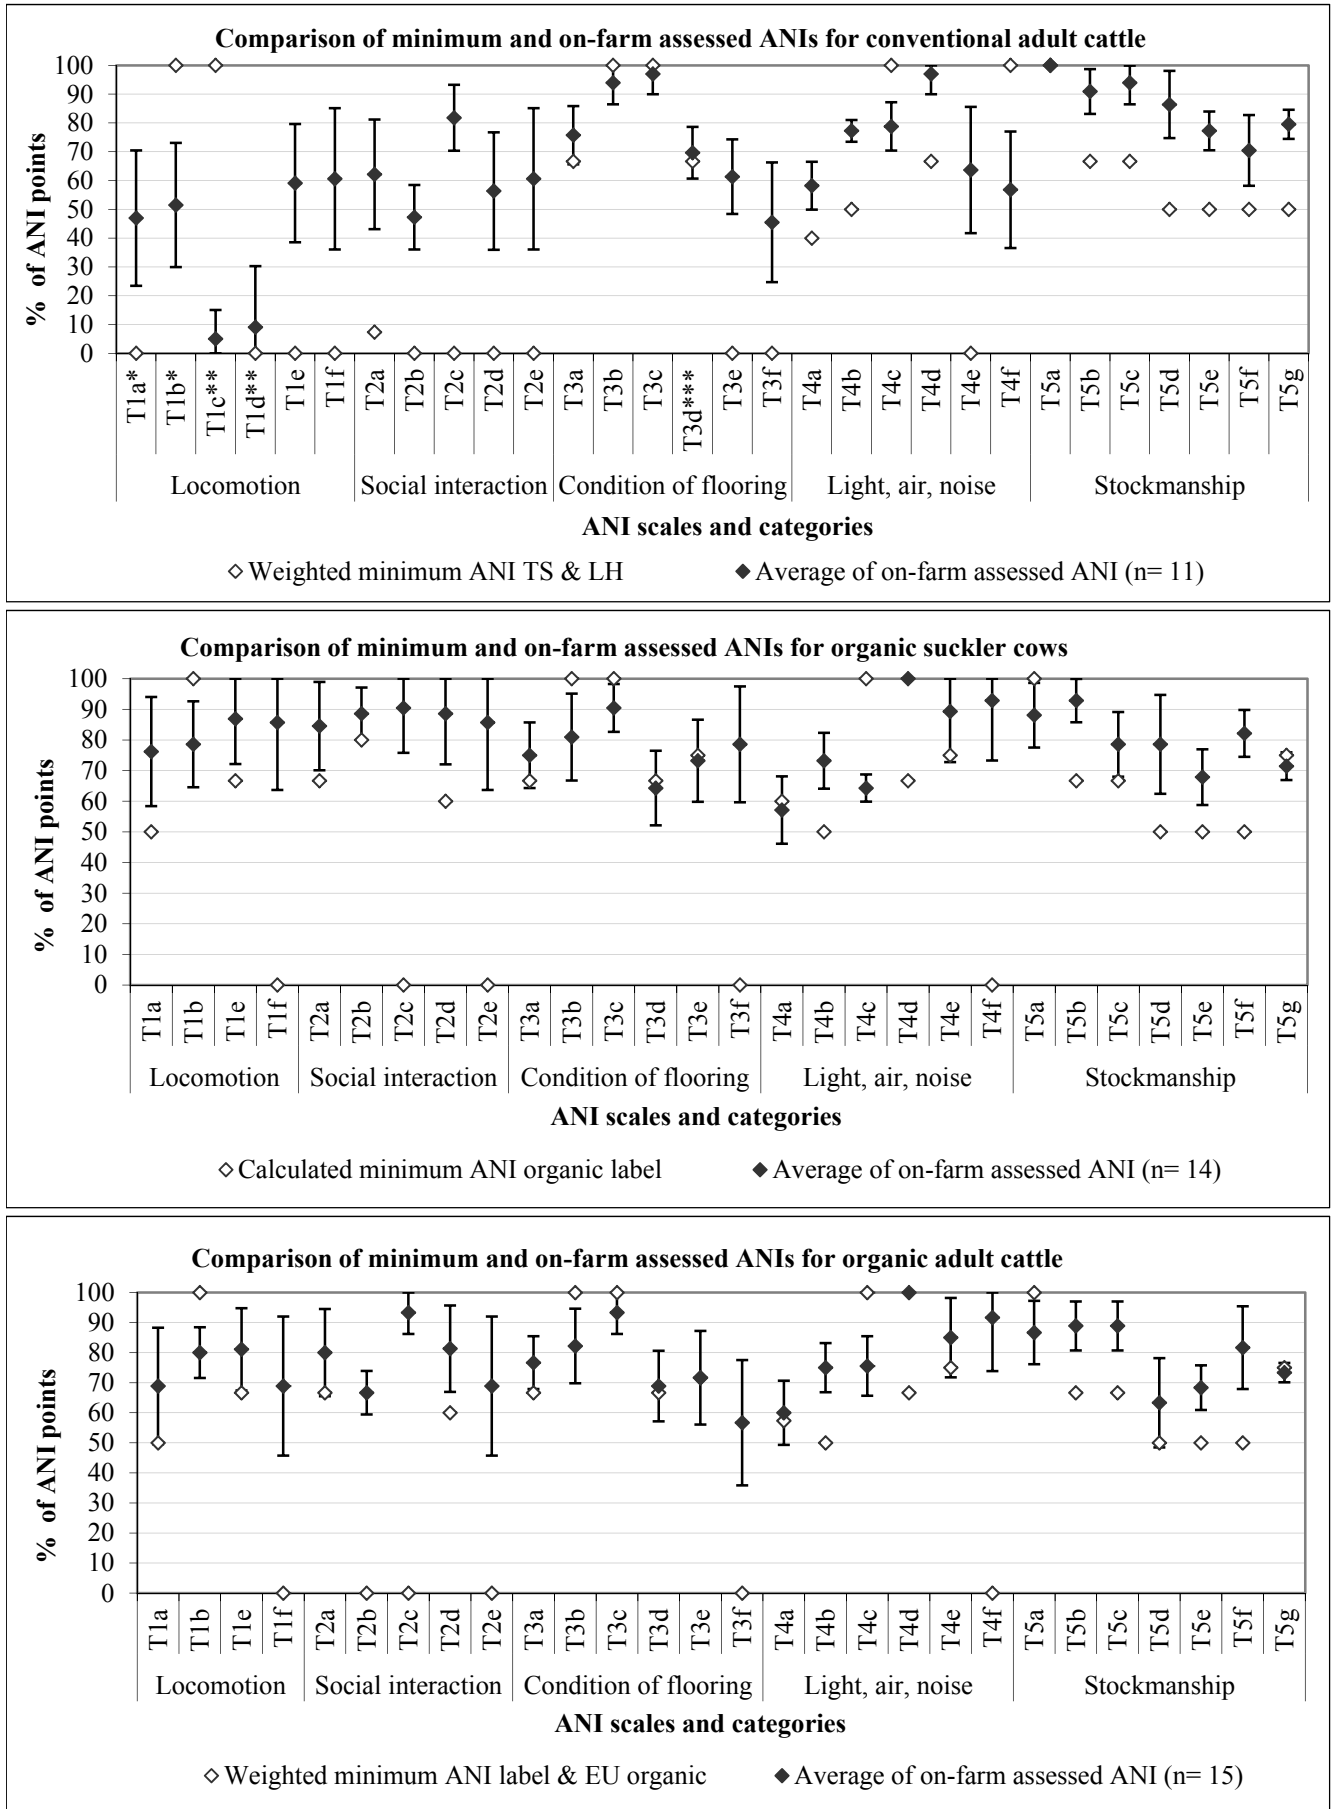 Comparison of minimum and on-farm assessed ANIs for conventional adult cattle
% of ANI points
100
90
80
70
60
50
40
30
20
10
0
T1a* T1b* T1c** T1d** T1e T1f T2a T2b T2c T2d T2e T3a T3b T3c T3d*** T3e T3f T4a T4b T4c T4d T4e T4f T5a T5b T5c T5d T5e T5f T5g
Locomotion Social interaction Condition of flooring Light, air, noise Stockmanship
ANI scales and categories
Weighted minimum ANI TS & LH Average of on-farm assessed ANI (n= 11)
Comparison of minimum and on-farm assessed ANIs for organic suckler cows
% of ANI points
100
90
80
70
60
50
40
30
20
10
0
T1a T1b T1e T1f T2a T2b T2c T2d T2e T3a T3b T3c T3d T3e T3f T4a T4b T4c T4d T4e T4f T5a T5b T5c T5d T5e T5f T5g
Locomotion Social interaction Condition of flooring Light, air, noise Stockmanship
ANI scales and categories
Calculated minimum ANI organic label Average of on-farm assessed ANI (n= 14)
Comparison of minimum and on-farm assessed ANIs for organic adult cattle
% of ANI points
100
90
80
70
60
50
40
30
20
10
0
T1a T1b T1e T1f T2a T2b T2c T2d T2e T3a T3b T3c T3d T3e T3f T4a T4b T4c T4d T4e T4f T5a T5b T5c T5d T5e T5f T5g
Locomotion Social interaction Condition of flooring Light, air, noise Stockmanship
ANI scales and categories
Weighted minimum ANI label & EU organic Average of on-farm assessed ANI (n= 15)